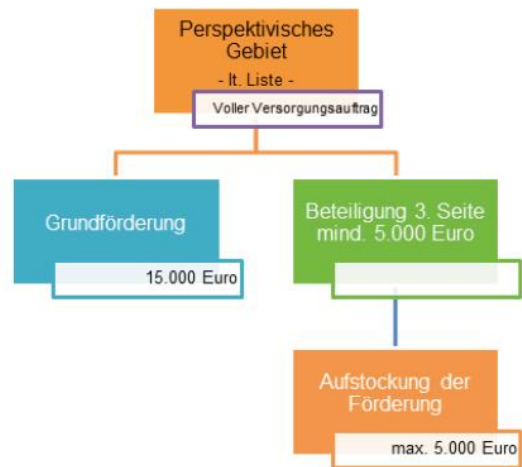 Perspektivisches
Gebiet
- lt. Liste -
Voller Versorgungsauftrag
Grundförderung
15.000 Euro
Beteiligung 3. Seite
mind. 5.000 Euro
Aufstockung der
Förderung
max. 5.000 Euro